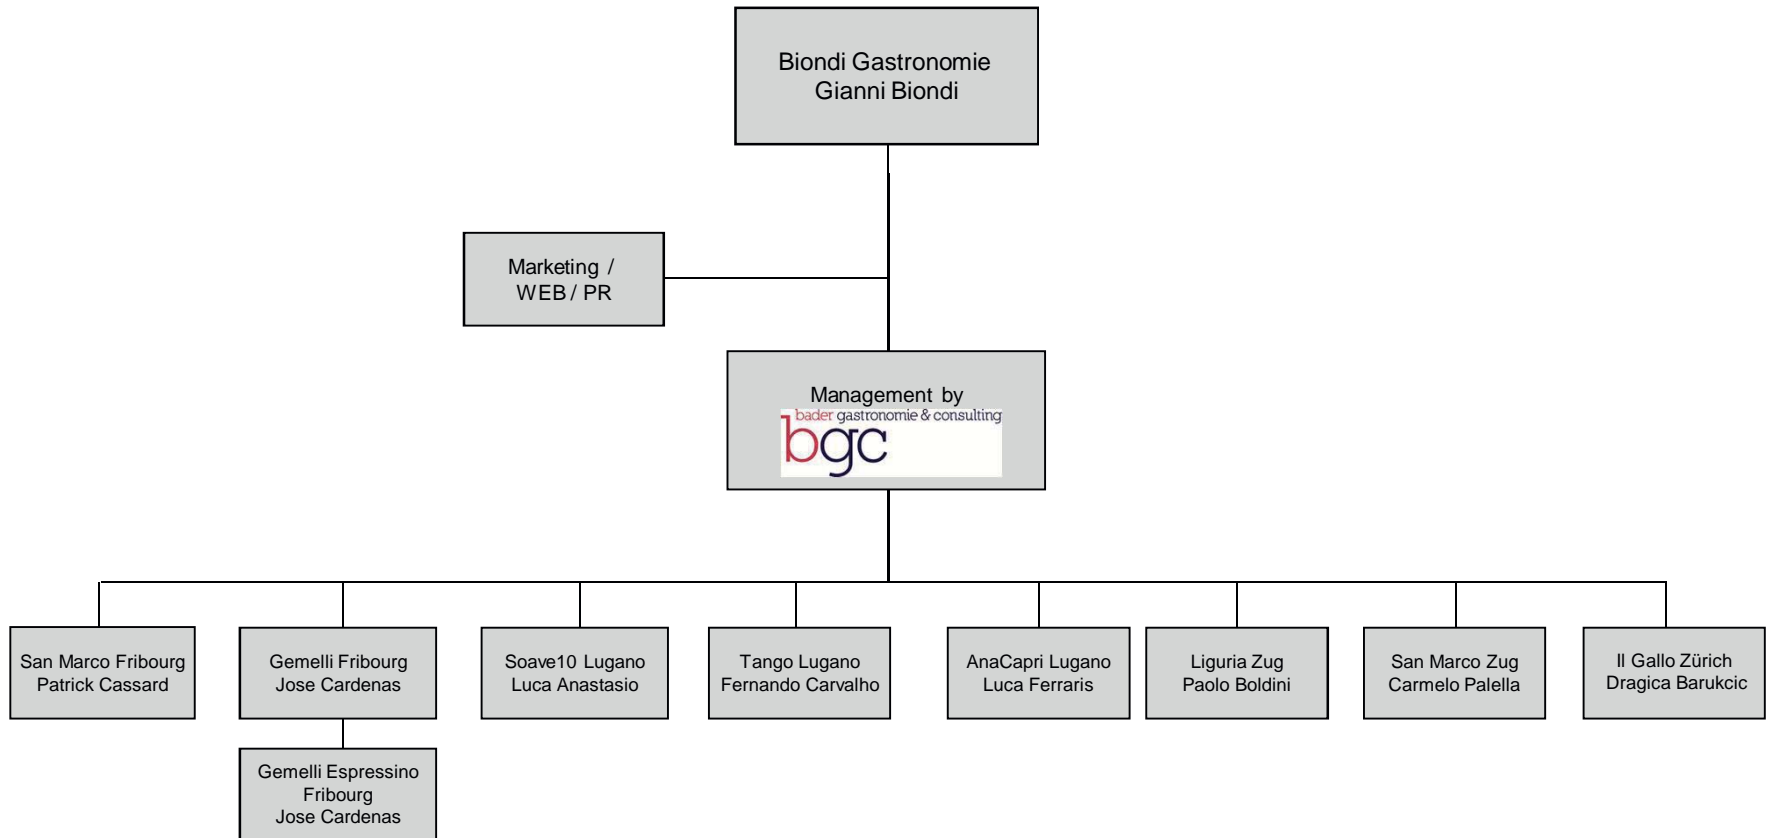 Biondi Gastronomie
Gianni Biondi
Marketing /
WEB / PR
Management by
bader gastronomie & consulting
bgc
San Marco Fribourg
Patrick Cassard
Gemelli Fribourg
Jose Cardenas
Soave10 Lugano
Luca Anastasio
Tango Lugano
Fernando Carvalho
AnaCapri Lugano
Luca Ferraris
Liguria Zug
Paolo Boldini
San Marco Zug
Carmelo Palella
Il Gallo Zürich
Dragica Barukcic
Gemelli Espressino
Fribourg
Jose Cardenas